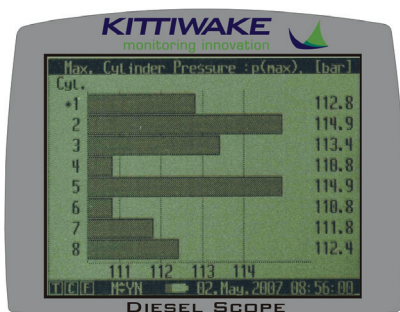 KITTIWAKE
monitoring innovation
Max. Cylinder Pressure :p(max), [bar]
Cyl.
*1 112.8
2 114.9
3 113.4
4 110.8
5 114.9
6 110.8
7 111.8
8 112.4
111 112 113 114
T C F M÷YN 02.May.2007 08:56:00
DIESEL SCOPE